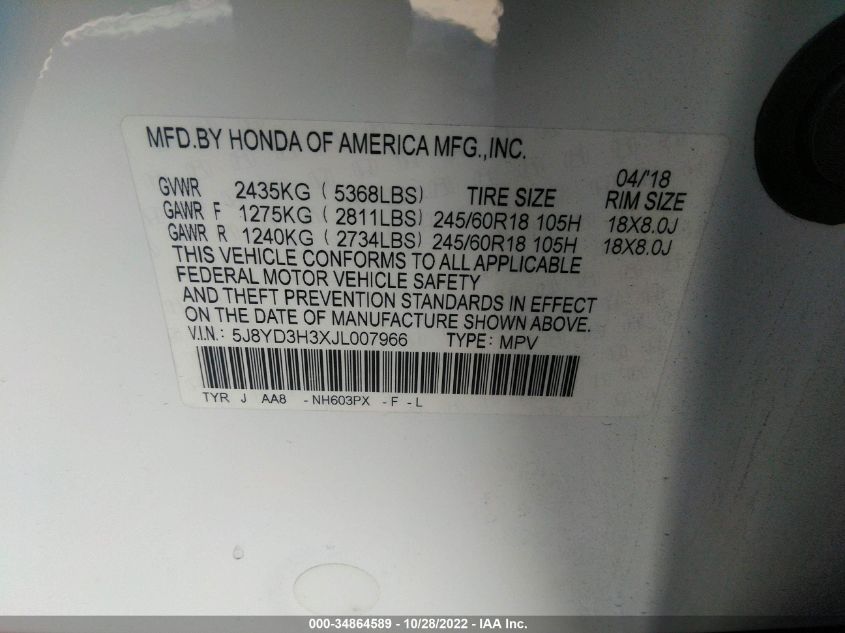 MFD.BY HONDA OF AMERICA MFG.,INC.
04/'18
GVWR 2435KG ( 5368LBS) TIRE SIZE RIM SIZE
GAWR F 1275KG ( 2811LBS) 245/60R18 105H 18X8.0J
GAWR R 1240KG ( 2734LBS) 245/60R18 105H 18X8.0J
THIS VEHICLE CONFORMS TO ALL APPLICABLE
FEDERAL MOTOR VEHICLE SAFETY
AND THEFT PREVENTION STANDARDS IN EFFECT
ON THE DATE OF MANUFACTURE SHOWN ABOVE.
V.I.N.: 5J8YD3H3XJL007966 TYPE: MPV
TYR J AA8 -NH603PX -F -L
000-34864589 - 10/28/2022 - IAA Inc.